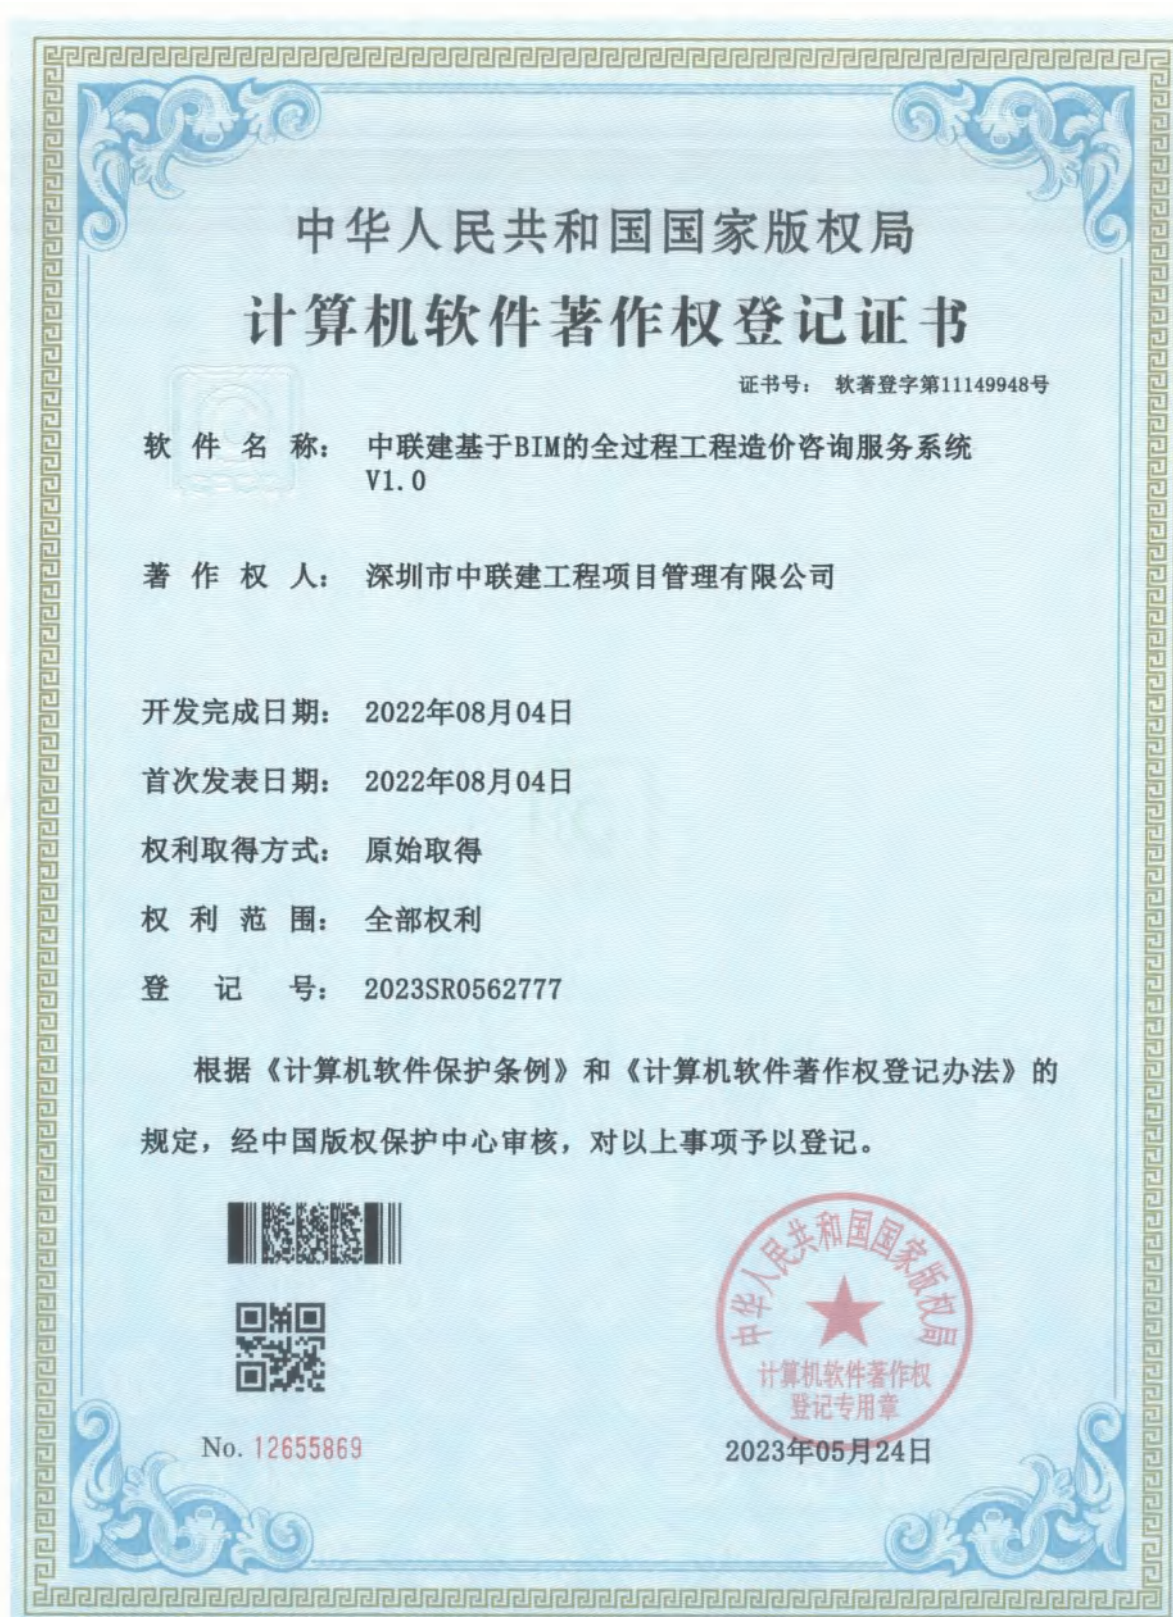 中华人民共和国国家版权局
计算机软件著作权登记证书
证书号： 软著登字第11149948号
软件名称： 中联建基于BIM的全过程工程造价咨询服务系统
V1.0
著作权人： 深圳市中联建工程项目管理有限公司
开发完成日期： 2022年08月04日
首次发表日期： 2022年08月04日
权利取得方式： 原始取得
权利范围： 全部权利
登记号： 2023SR0562777
根据《计算机软件保护条例》和《计算机软件著作权登记办法》的
规定，经中国版权保护中心审核，对以上事项予以登记。
中华人民共和国国家版权局
计算机软件著作权
登记专用章
No. 12655869
2023年05月24日